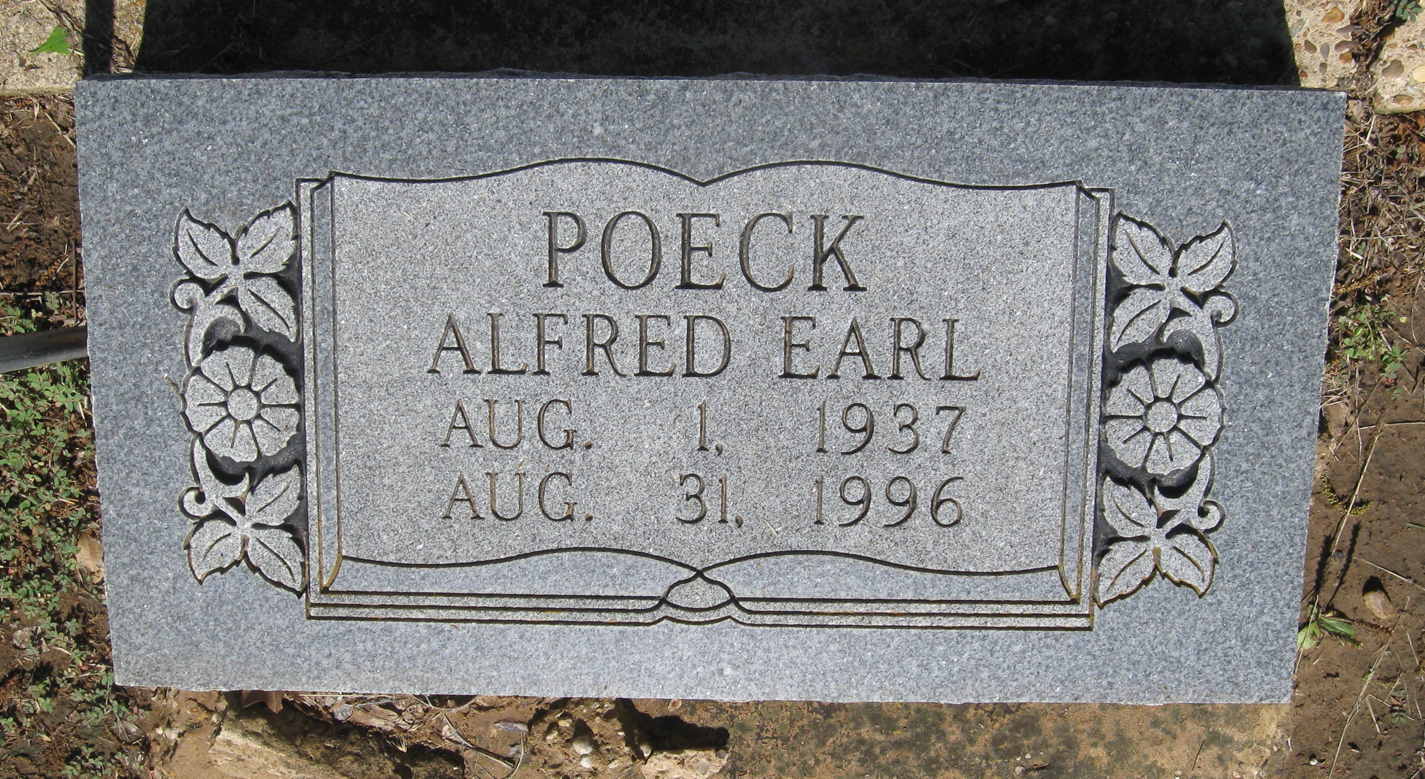 POECK
ALFRED EARL
AUG. 1, 1937
AUG. 31, 1996